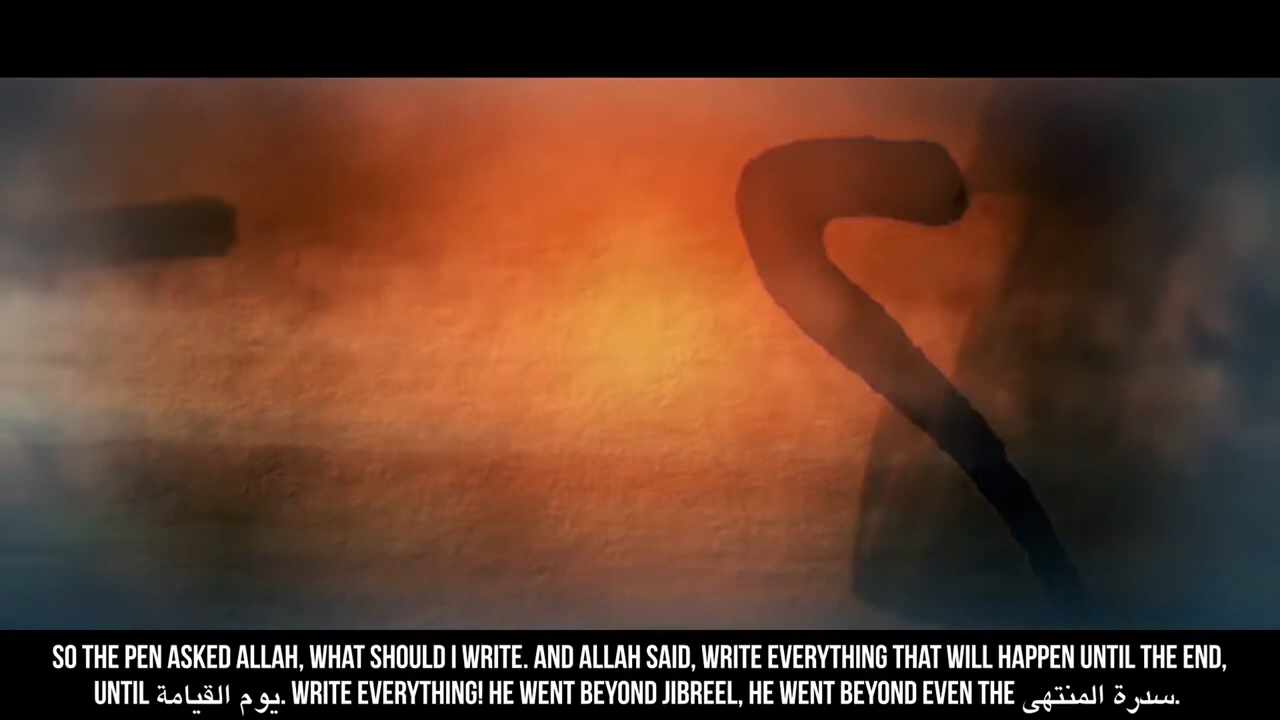 SO THE PEN ASKED ALLAH, WHAT SHOULD I WRITE. AND ALLAH SAID, WRITE EVERYTHING THAT WILL HAPPEN UNTIL THE END,
UNTIL يوم القيامة. WRITE EVERYTHING! HE WENT BEYOND JIBREEL, HE WENT BEYOND EVEN THE سدرة المنتهى.